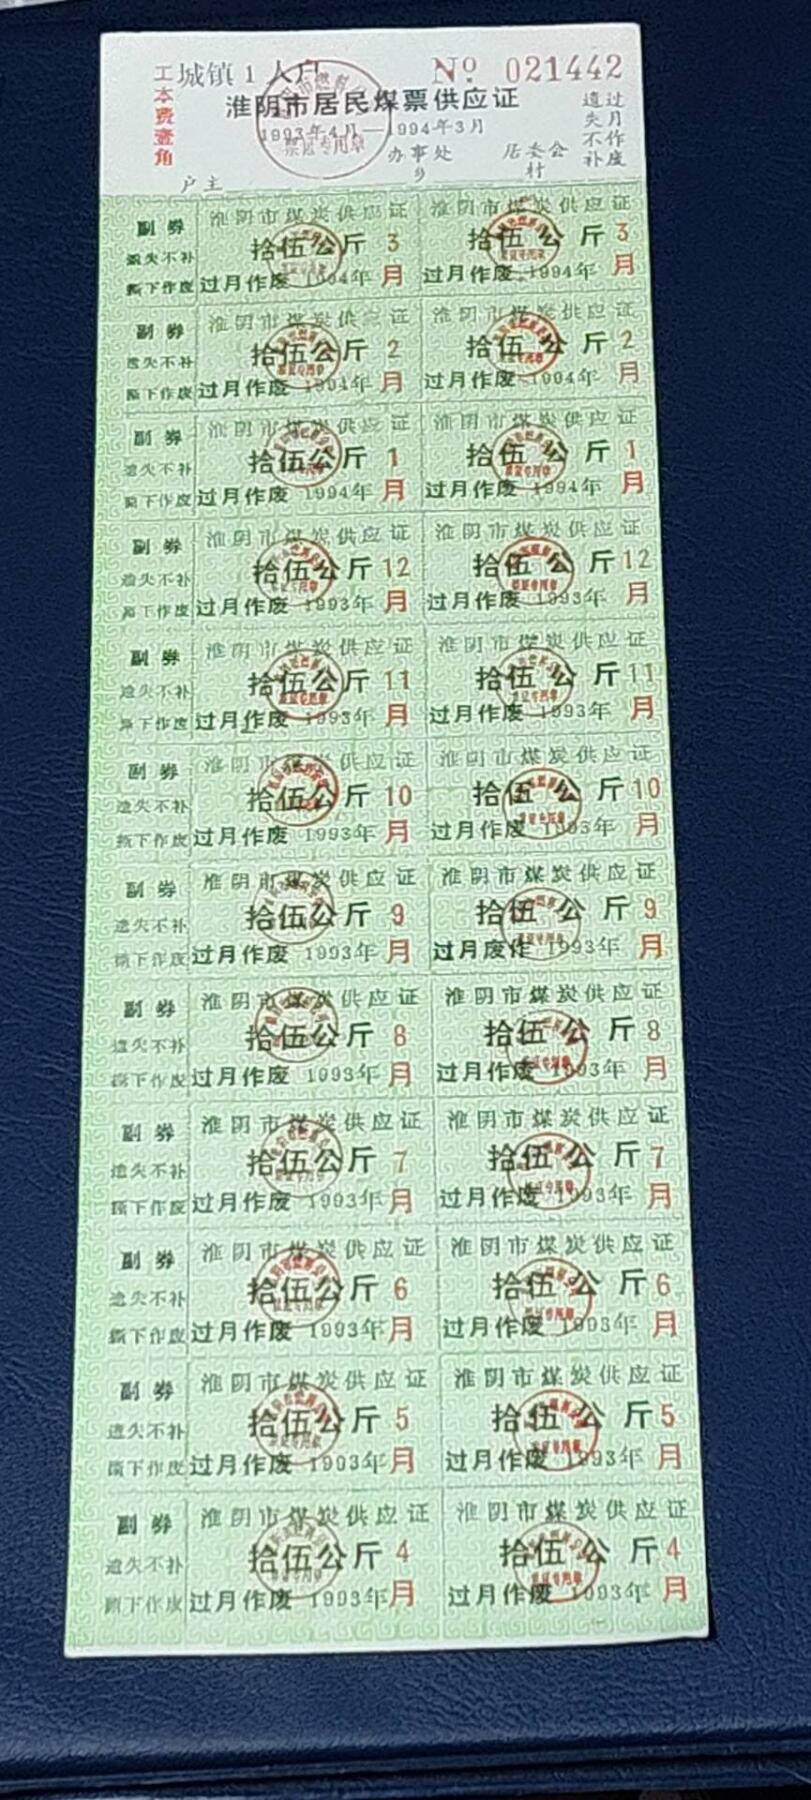 工本费壹角
城镇1人户
No 021442
淮阴市居民煤票供应证
1993年4月—1994年3月
过月作废
遗失不补
户主
办事处
乡
居委会
村
副券 淮阴市煤炭供应证 淮阴市煤炭供应证
遗失不补 拾伍公斤 3 拾伍公斤 3
撕下作废 过月作废 1994年 月 过月作废 1994年 月
副券 淮阴市煤炭供应证 淮阴市煤炭供应证
遗失不补 拾伍公斤 2 拾伍公斤 2
撕下作废 过月作废 1994年 月 过月作废 1994年 月
副券 淮阴市煤炭供应证 淮阴市煤炭供应证
遗失不补 拾伍公斤 1 拾伍公斤 1
撕下作废 过月作废 1994年 月 过月作废 1994年 月
副券 淮阴市煤炭供应证 淮阴市煤炭供应证
遗失不补 拾伍公斤 12 拾伍公斤 12
撕下作废 过月作废 1993年 月 过月作废 1993年 月
副券 淮阴市煤炭供应证 淮阴市煤炭供应证
遗失不补 拾伍公斤 11 拾伍公斤 11
撕下作废 过月作废 1993年 月 过月作废 1993年 月
副券 淮阴市煤炭供应证 淮阴市煤炭供应证
遗失不补 拾伍公斤 10 拾伍公斤 10
撕下作废 过月作废 1993年 月 过月作废 1993年 月
副券 淮阴市煤炭供应证 淮阴市煤炭供应证
遗失不补 拾伍公斤 9 拾伍公斤 9
撕下作废 过月作废 1993年 月 过月废作 1993年 月
副券 淮阴市煤炭供应证 淮阴市煤炭供应证
遗失不补 拾伍公斤 8 拾伍公斤 8
撕下作废 过月作废 1993年 月 过月作废 1993年 月
副券 淮阴市煤炭供应证 淮阴市煤炭供应证
遗失不补 拾伍公斤 7 拾伍公斤 7
撕下作废 过月作废 1993年 月 过月作废 1993年 月
副券 淮阴市煤炭供应证 淮阴市煤炭供应证
遗失不补 拾伍公斤 6 拾伍公斤 6
撕下作废 过月作废 1993年 月 过月作废 1993年 月
副券 淮阴市煤炭供应证 淮阴市煤炭供应证
遗失不补 拾伍公斤 5 拾伍公斤 5
撕下作废 过月作废 1993年 月 过月作废 1993年 月
副券 淮阴市煤炭供应证 淮阴市煤炭供应证
遗失不补 拾伍公斤 4 拾伍公斤 4
撕下作废 过月作废 1993年 月 过月作废 1993年 月